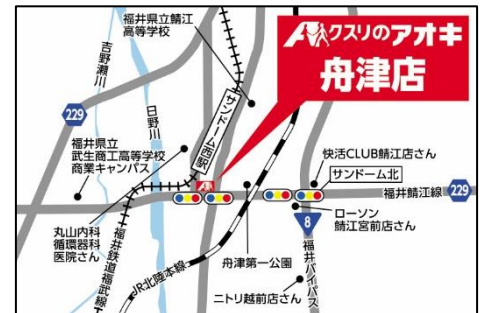 クスリのアオキ
舟津店
福井県立鯖江
高等学校
吉野瀬川
日野川
サンドーム西駅
229
福井県立
武生商工高等学校
商業キャンパス
快活CLUB鯖江店さん
サンドーム北
福井鯖江線
229
丸山内科
循環器科
医院さん
福井鉄道福武線
JR北陸本線
舟津第一公園
8
福井バイパス
ローソン
鯖江宮前店さん
ニトリ越前店さん